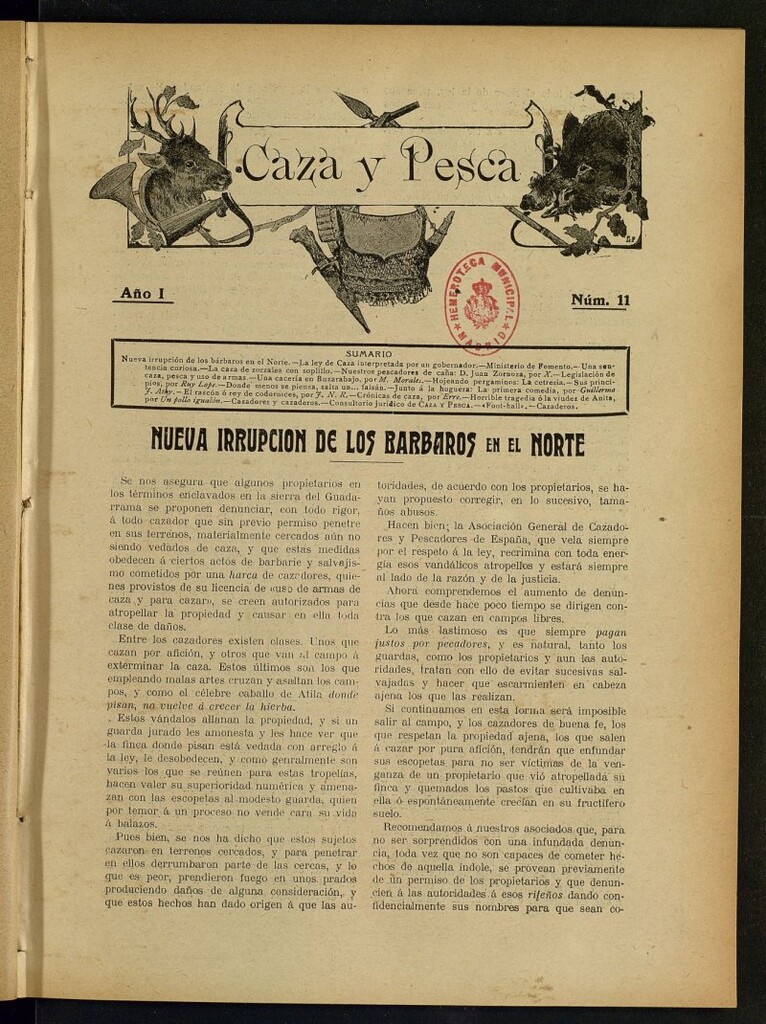 Caza y Pesca
Año I
Núm. 11
HEMEROTECA MUNICIPAL
MADRID
SUMARIO
Nueva irrupción de los bárbaros en el Norte.—La ley de Caza interpretada por un gobernador.—Ministerio de Fomento.—Una sen-
tencia curiosa.—La caza de zorzales con soplillo.—Nuestros pescadores de caña: D. Juan Zornoza, por X.—Legislación de
caza, pesca y uso de armas.—Una cacería en Buzarabajo, por M. Morales.—Hojeando pergaminos: La cetrería.—Sus princi-
pios, por Ruy Lope.—Donde menos se piensa, salta un... faisán.—Junto á la hoguera: La primera comedia, por Guillermo
J. Athy.—El rascón ó rey de codornices, por J. N. R.—Crónicas de caza, por Erre.—Horrible tragedia ó la viudez de Anita,
por Un pollo igualón.—Cazadores y cazaderos.—Consultorio jurídico de CAZA Y PESCA.—«Foot-ball».—Cazaderos.
NUEVA IRRUPCION DE LOS BARBAROS EN EL NORTE
Se nos asegura que algunos propietarios en
los términos enclavados en la sierra del Guada-
rrama se proponen denunciar, con todo rigor,
á todo cazador que sin previo permiso penetre
en sus terrenos, materialmente cercados aún no
siendo vedados de caza, y que estas medidas
obedecen á ciertos actos de barbarie y salvajis-
mo cometidos por una harca de cazadores, quie-
nes provistos de su licencia de «uso de armas de
caza y para cazar», se creen autorizados para
atropellar la propiedad y causar en ella toda
clase de daños.
Entre los cazadores existen clases. Unos que
cazan por afición, y otros que van al campo á
exterminar la caza. Estos últimos son los que
empleando malas artes cruzan y asaltan los cam-
pos, y como el célebre caballo de Atila donde
pisan, no vuelve á crecer la hierba.
Estos vándalos allanan la propiedad, y si un
guarda jurado les amonesta y les hace ver que
la finca donde pisan está vedada con arreglo á
la ley, le desobedecen, y como genralmente son
varios los que se reúnen para estas tropelías,
hacen valer su superioridad numérica y amena-
zan con las escopetas al modesto guarda, quien
por temor á un proceso no vende cara su vida
á balazos.
Pues bien, se nos ha dicho que estos sujetos
cazaron en terrenos cercados, y para penetrar
en ellos derrumbaron parte de las cercas, y lo
que es peor, prendieron fuego en unos prados
produciendo daños de alguna consideración, y
que estos hechos han dado origen á que las au-
toridades, de acuerdo con los propietarios, se ha-
yan propuesto corregir, en lo sucesivo, tama-
ños abusos.
Hacen bien; la Asociación General de Cazado-
res y Pescadores de España, que vela siempre
por el respeto á la ley, recrimina con toda ener-
gía esos vandálicos atropellos y estará siempre
al lado de la razón y de la justicia.
Ahora comprendemos el aumento de denun-
cias que desde hace poco tiempo se dirigen con-
tra los que cazan en campos libres.
Lo más lastimoso es que siempre pagan
justos por pecadores, y es natural, tanto los
guardas, como los propietarios y aun las auto-
ridades, tratan con ello de evitar sucesivas sal-
vajadas y hacer que escarmienten en cabeza
ajena los que las realizan.
Si continuamos en esta forma será imposible
salir al campo, y los cazadores de buena fe, los
que respetan la propiedad ajena, los que salen
á cazar por pura afición, tendrán que enfundar
sus escopetas para no ser víctimas de la ven-
ganza de un propietario que vió atropellada su
finca y quemados los pastos que cultivaba en
ella ó espontáneamente crecían en su fructífero
suelo.
Recomendamos á nuestros asociados que, para
no ser sorprendidos con una infundada denun-
cia, toda vez que no son capaces de cometer he-
chos de aquella índole, se provean previamente
de un permiso de los propietarios y que denun-
cien á las autoridades á esos rifeños dando con-
fidencialmente sus nombres para que sean co-